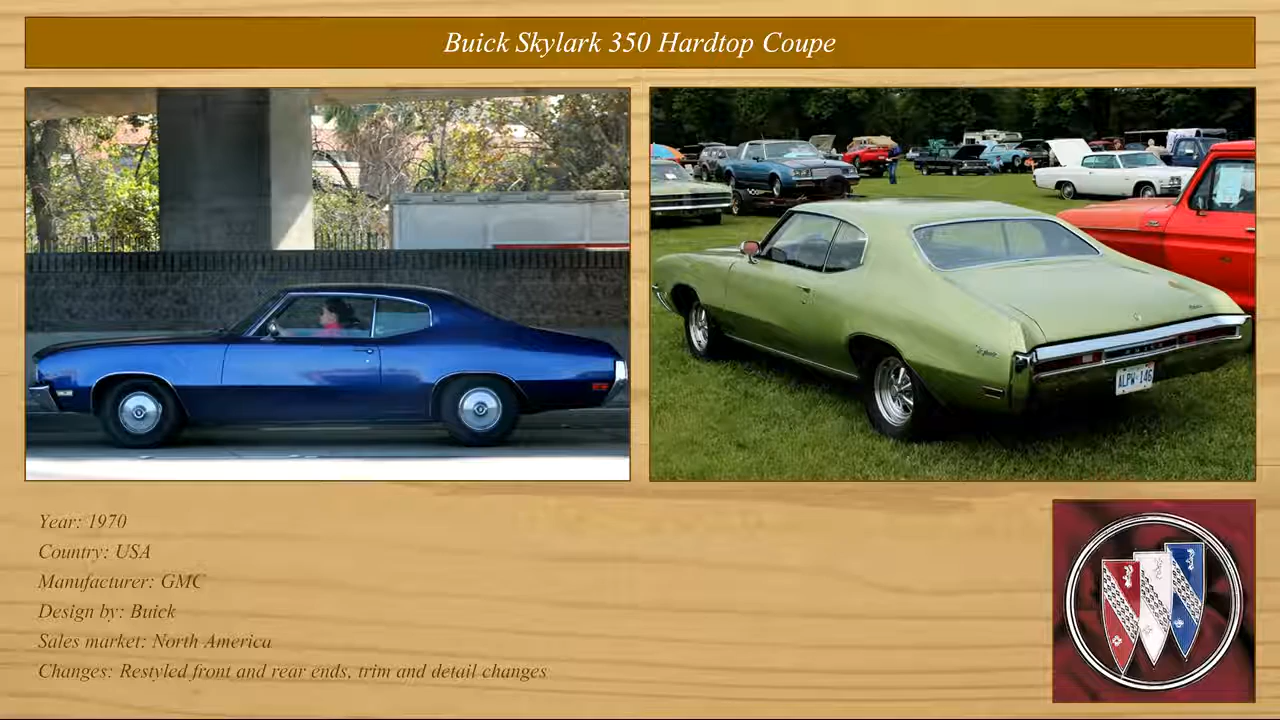 Buick Skylark 350 Hardtop Coupe
ALPW·146
Year: 1970
Country: USA
Manufacturer: GMC
Design by: Buick
Sales market: North America
Changes: Restyled front and rear ends, trim and detail changes